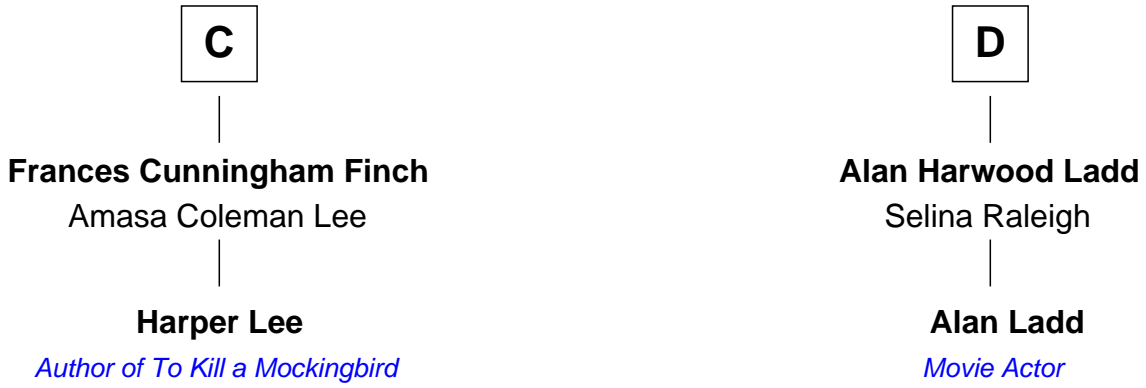 C
Frances Cunningham Finch
Amasa Coleman Lee
Harper Lee
Author of To Kill a Mockingbird
D
Alan Harwood Ladd
Selina Raleigh
Alan Ladd
Movie Actor